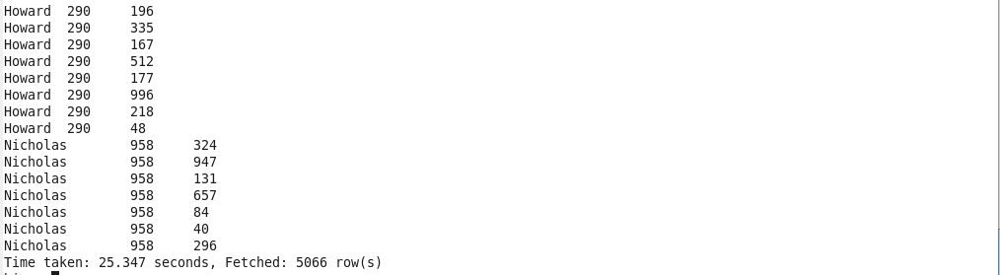 Howard  290     196
Howard  290     335
Howard  290     167
Howard  290     512
Howard  290     177
Howard  290     996
Howard  290     218
Howard  290     48
Nicholas        958     324
Nicholas        958     947
Nicholas        958     131
Nicholas        958     657
Nicholas        958     84
Nicholas        958     40
Nicholas        958     296
Time taken: 25.347 seconds, Fetched: 5066 row(s)